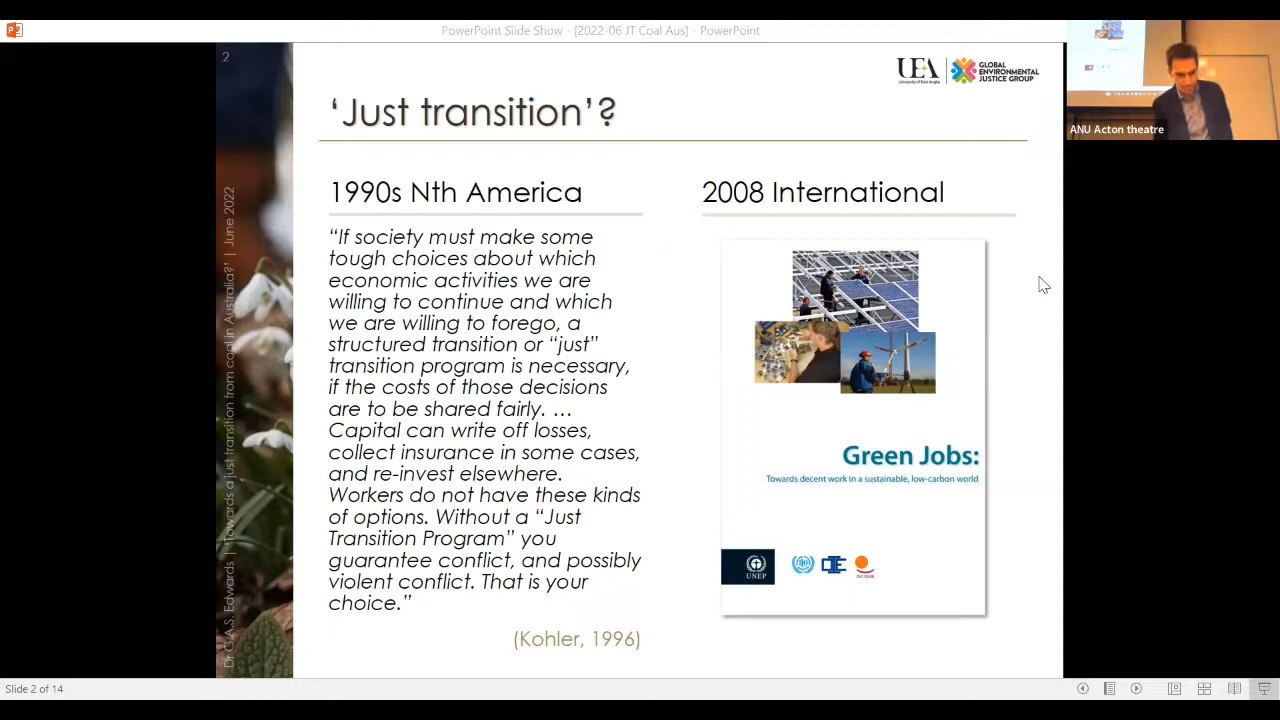 PowerPoint Slide Show - [2022-06 JT Coal Aus] - PowerPoint
2
UEA
University of East Anglia
GLOBAL
ENVIRONMENTAL
JUSTICE GROUP
ANU Acton theatre
‘Just transition’?
1990s Nth America
“If society must make some
tough choices about which
economic activities we are
willing to continue and which
we are willing to forego, a
structured transition or “just”
transition program is necessary,
if the costs of those decisions
are to be shared fairly. …
Capital can write off losses,
collect insurance in some cases,
and re-invest elsewhere.
Workers do not have these kinds
of options. Without a “Just
Transition Program” you
guarantee conflict, and possibly
violent conflict. That is your
choice.”
(Kohler, 1996)
2008 International
Green Jobs:
Towards decent work in a sustainable, low-carbon world
UNEP
Dr G.A.S. Edwards | ‘Towards a just transition from coal in Australia?’ | June 2022
Slide 2 of 14